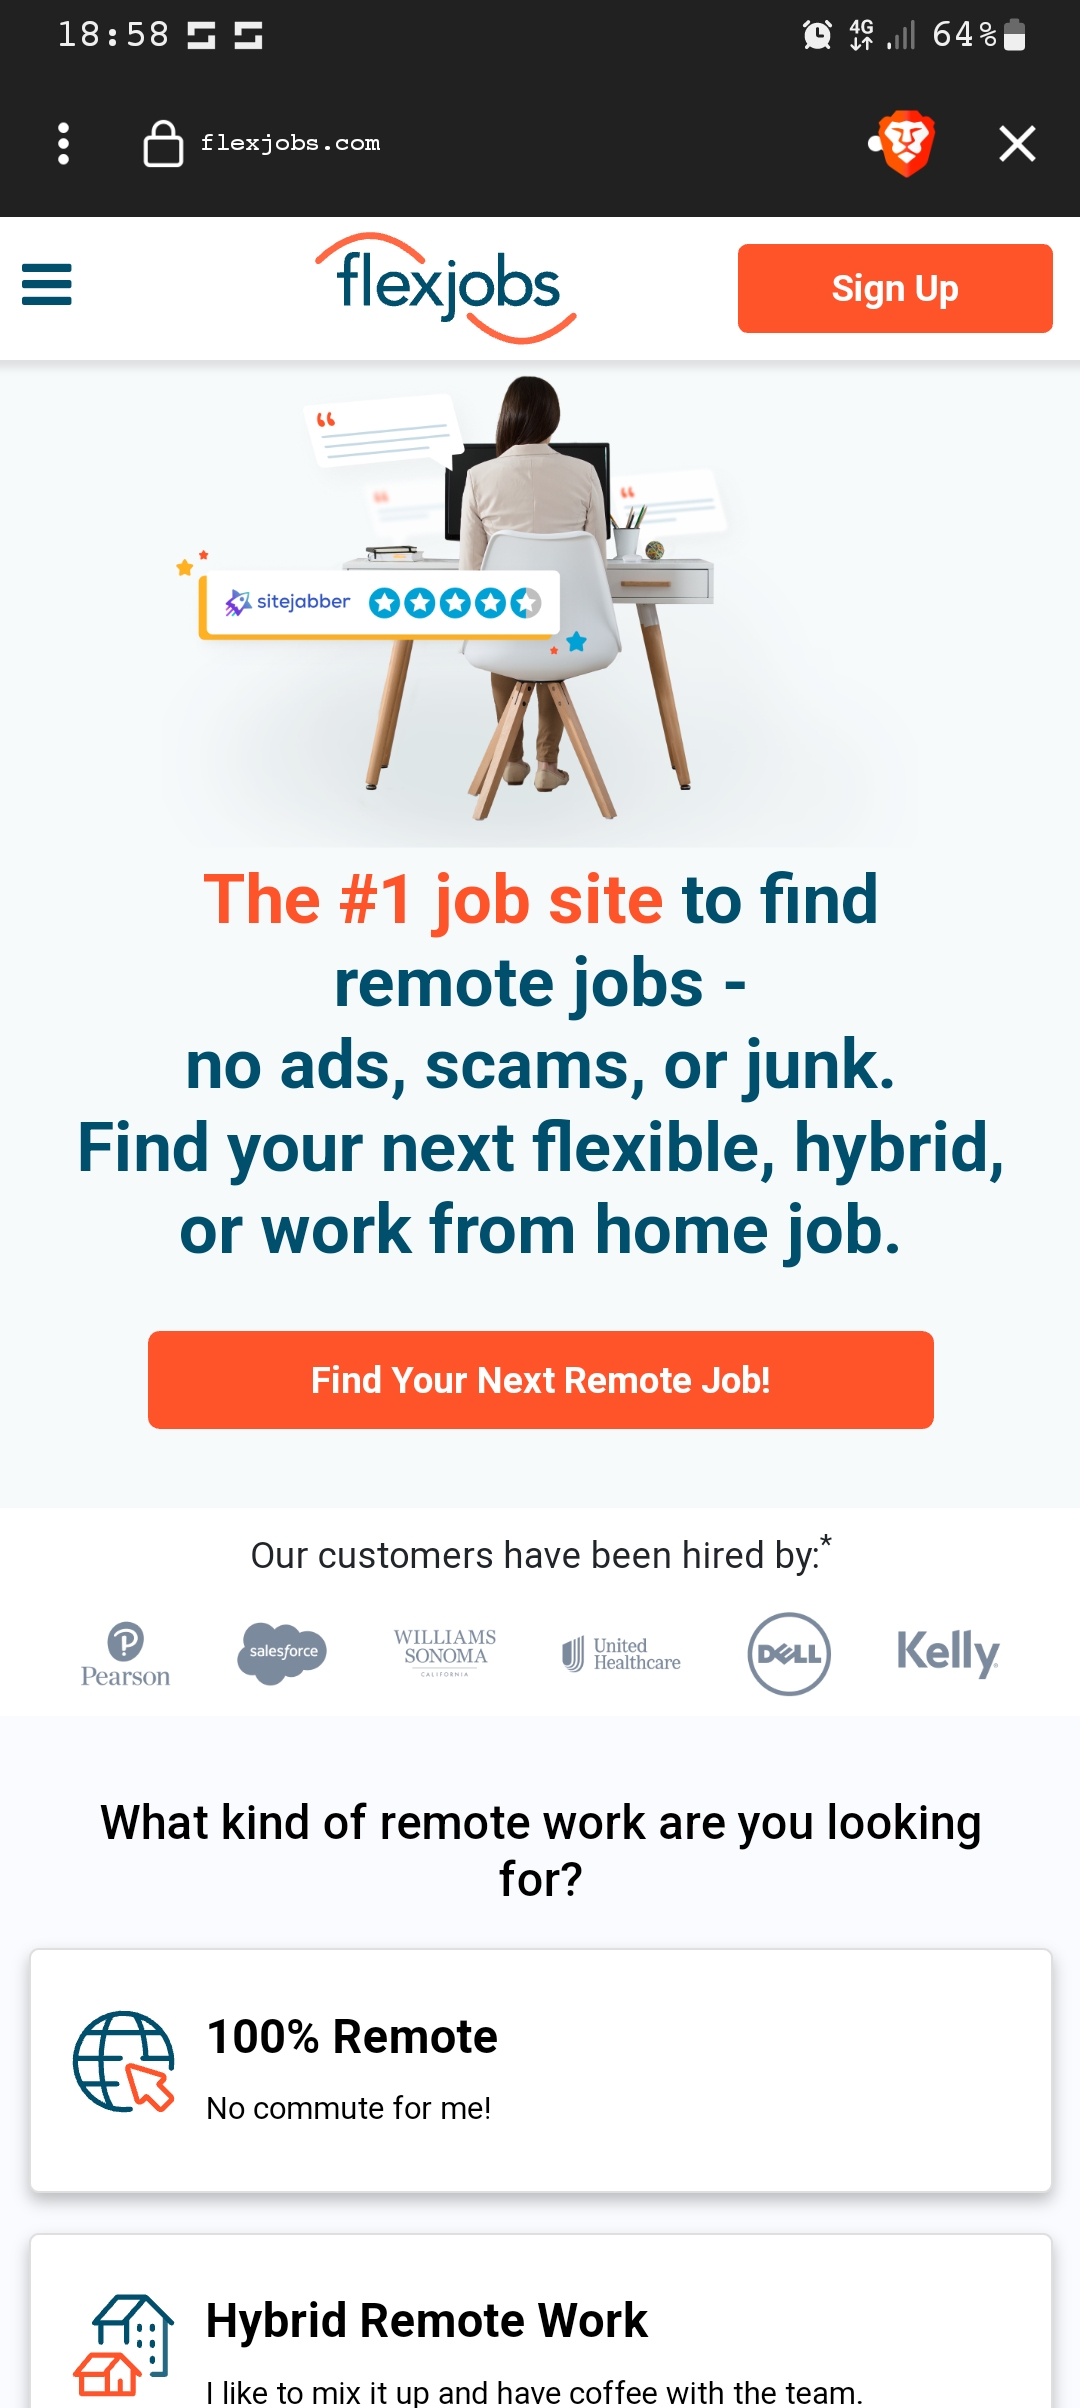 18:58
4G
64%
flexjobs.com
flexjobs
Sign Up
sitejabber
The #1 job site to find
remote jobs -
no ads, scams, or junk.
Find your next flexible, hybrid,
or work from home job.
Find Your Next Remote Job!
Our customers have been hired by:*
Pearson
salesforce
WILLIAMS
SONOMA
CALIFORNIA
United
Healthcare
DELL
Kelly
What kind of remote work are you looking
for?
100% Remote
No commute for me!
Hybrid Remote Work
I like to mix it up and have coffee with the team.